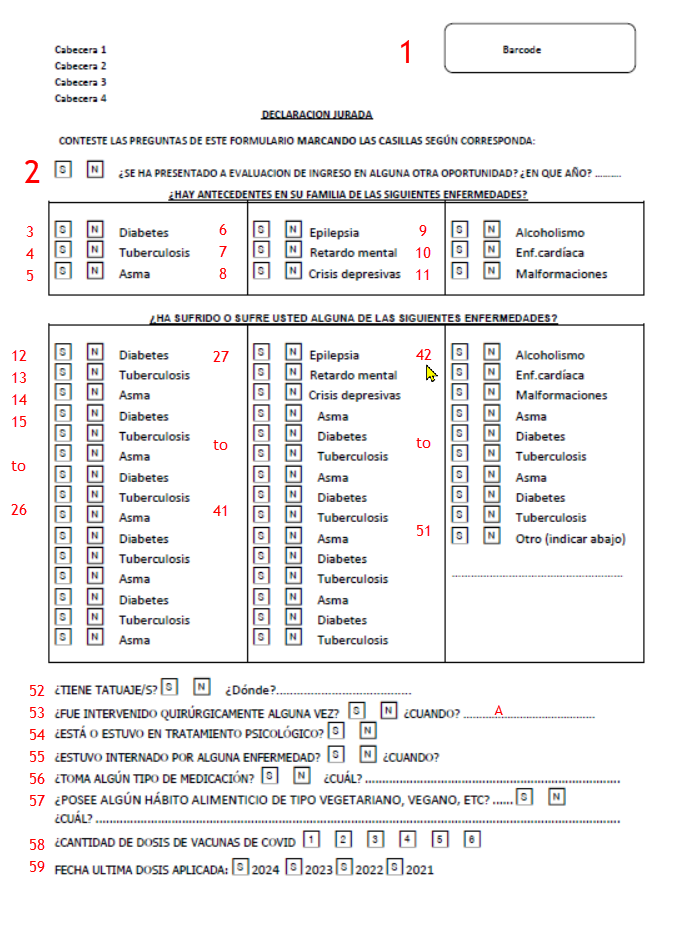 Cabecera 1
1
Barcode
Cabecera 2
Cabecera 3
Cabecera 4
DECLARACION JURADA
CONTESTE LAS PREGUNTAS DE ESTE FORMULARIO MARCANDO LAS CASILLAS SEGÚN CORRESPONDA:
2 S N ¿SE HA PRESENTADO A EVALUACION DE INGRESO EN ALGUNA OTRA OPORTUNIDAD? ¿EN QUE AÑO? ..........
¿HAY ANTECEDENTES EN SU FAMILIA DE LAS SIGUIENTES ENFERMEDADES?
3 S N Diabetes 6 S N Epilepsia 9 S N Alcoholismo
4 S N Tuberculosis 7 S N Retardo mental 10 S N Enf.cardíaca
5 S N Asma 8 S N Crisis depresivas 11 S N Malformaciones
¿HA SUFRIDO O SUFRE USTED ALGUNA DE LAS SIGUIENTES ENFERMEDADES?
12 S N Diabetes 27 S N Epilepsia 42 S N Alcoholismo
13 S N Tuberculosis S N Retardo mental S N Enf.cardíaca
14 S N Asma S N Crisis depresivas S N Malformaciones
15 S N Diabetes S N Asma S N Asma
S N Tuberculosis to S N Diabetes to S N Diabetes
to S N Asma S N Tuberculosis S N Tuberculosis
S N Diabetes S N Asma S N Asma
S N Tuberculosis S N Diabetes S N Diabetes
26 S N Asma 41 S N Tuberculosis S N Tuberculosis
S N Diabetes S N Asma 51 S N Otro (indicar abajo)
S N Tuberculosis S N Diabetes
S N Asma S N Tuberculosis ..................................................
S N Diabetes S N Asma
S N Tuberculosis S N Diabetes
S N Asma S N Tuberculosis
52 ¿TIENE TATUAJE/S? S N ¿Dónde?........................................
53 ¿FUE INTERVENIDO QUIRÚRGICAMENTE ALGUNA VEZ? S N ¿CUANDO? .......... A ..........................
54 ¿ESTÁ O ESTUVO EN TRATAMIENTO PSICOLÓGICO? S N
55 ¿ESTUVO INTERNADO POR ALGUNA ENFERMEDAD? S N ¿CUANDO?
56 ¿TOMA ALGÚN TIPO DE MEDICACIÓN? S N ¿CUÁL? ......................................................................
57 ¿POSEE ALGÚN HÁBITO ALIMENTICIO DE TIPO VEGETARIANO, VEGANO, ETC? ...... S N
¿CUÁL? ..............................................................................................................................
58 ¿CANTIDAD DE DOSIS DE VACUNAS DE COVID 1 2 3 4 5 6
59 FECHA ULTIMA DOSIS APLICADA: S 2024 S 2023 S 2022 S 2021